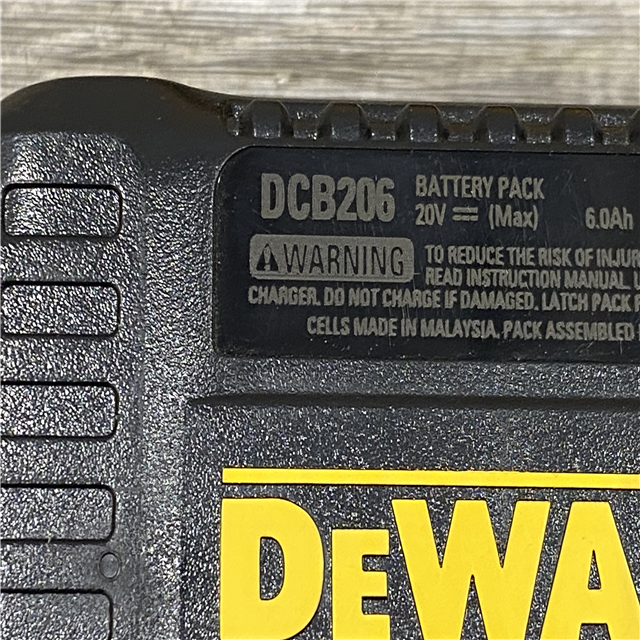 DCB206 BATTERY PACK
20V ⎓ (Max) 6.0Ah
WARNING TO REDUCE THE RISK OF INJUR
READ INSTRUCTION MANUAL. U
CHARGER. DO NOT CHARGE IF DAMAGED. LATCH PACK
CELLS MADE IN MALAYSIA. PACK ASSEMBLED
DEWA